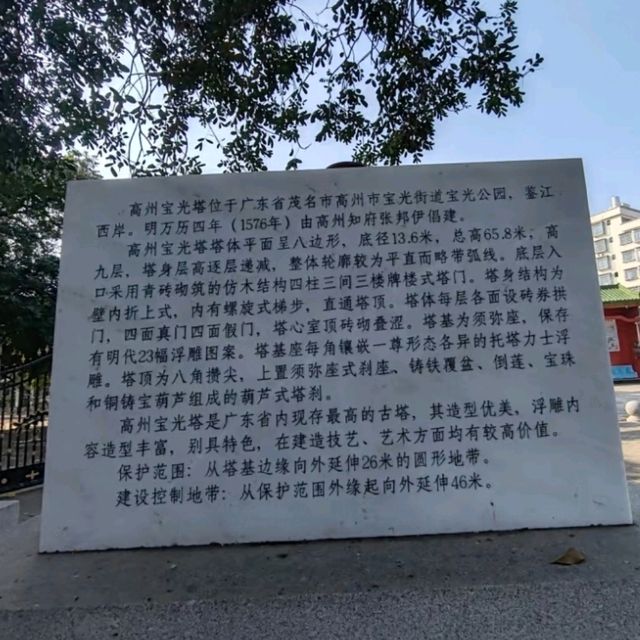 高州宝光塔位于广东省茂名市高州市宝光街道宝光公园，鉴江
西岸。明万历四年（1576年）由高州知府张邦伊倡建。
高州宝光塔塔体平面呈八边形，底径13.6米，总高65.8米；高
九层，塔身层高逐层递减，整体轮廓较为平直而略带弧线。底层入
口采用青砖砌筑的仿木结构四柱三间三楼牌楼式塔门。塔身结构为
壁内折上式，内有螺旋式梯步，直通塔顶。塔体每层各面设砖券拱
门，四面真门四面假门，塔心室顶砖砌叠涩。塔基为须弥座，保存
有明代23幅浮雕图案。塔基座每角镶嵌一尊形态各异的托塔力士浮
雕。塔顶为八角攒尖，上置须弥座式刹座、铸铁覆盆、倒莲、宝珠
和铜铸宝葫芦组成的葫芦式塔刹。
高州宝光塔是广东省内现存最高的古塔，其造型优美，浮雕内
容造型丰富，别具特色，在建造技艺、艺术方面均有较高价值。
保护范围：从塔基边缘向外延伸26米的圆形地带。
建设控制地带：从保护范围外缘起向外延伸46米。